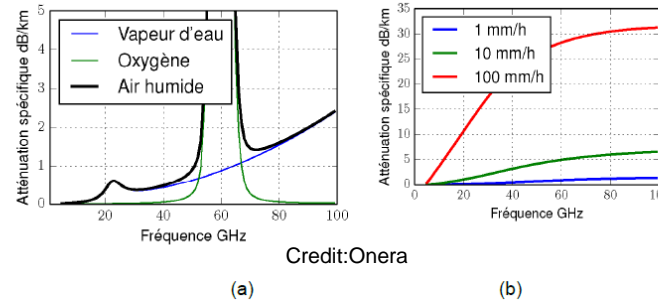 Atténuation spécifique dB/km
5
4
3
2
1
0
Vapeur d'eau
Oxygène
Air humide
20 40 60 80 100
Fréquence GHz
Atténuation spécifique dB/km
35
30
25
20
15
10
5
0
1 mm/h
10 mm/h
100 mm/h
0 20 40 60 80 100
Fréquence GHz
Credit:Onera
(a) (b)